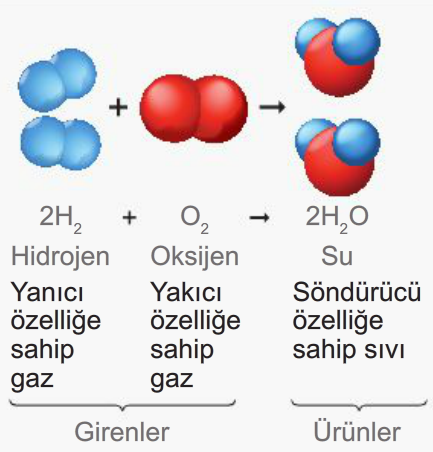 + →
2H₂ + O₂ → 2H₂O
Hidrojen Oksijen Su
Yanıcı Yakıcı Söndürücü
özelliğe özelliğe özelliğe
sahip sahip sahip sıvı
gaz gaz
Girenler Ürünler